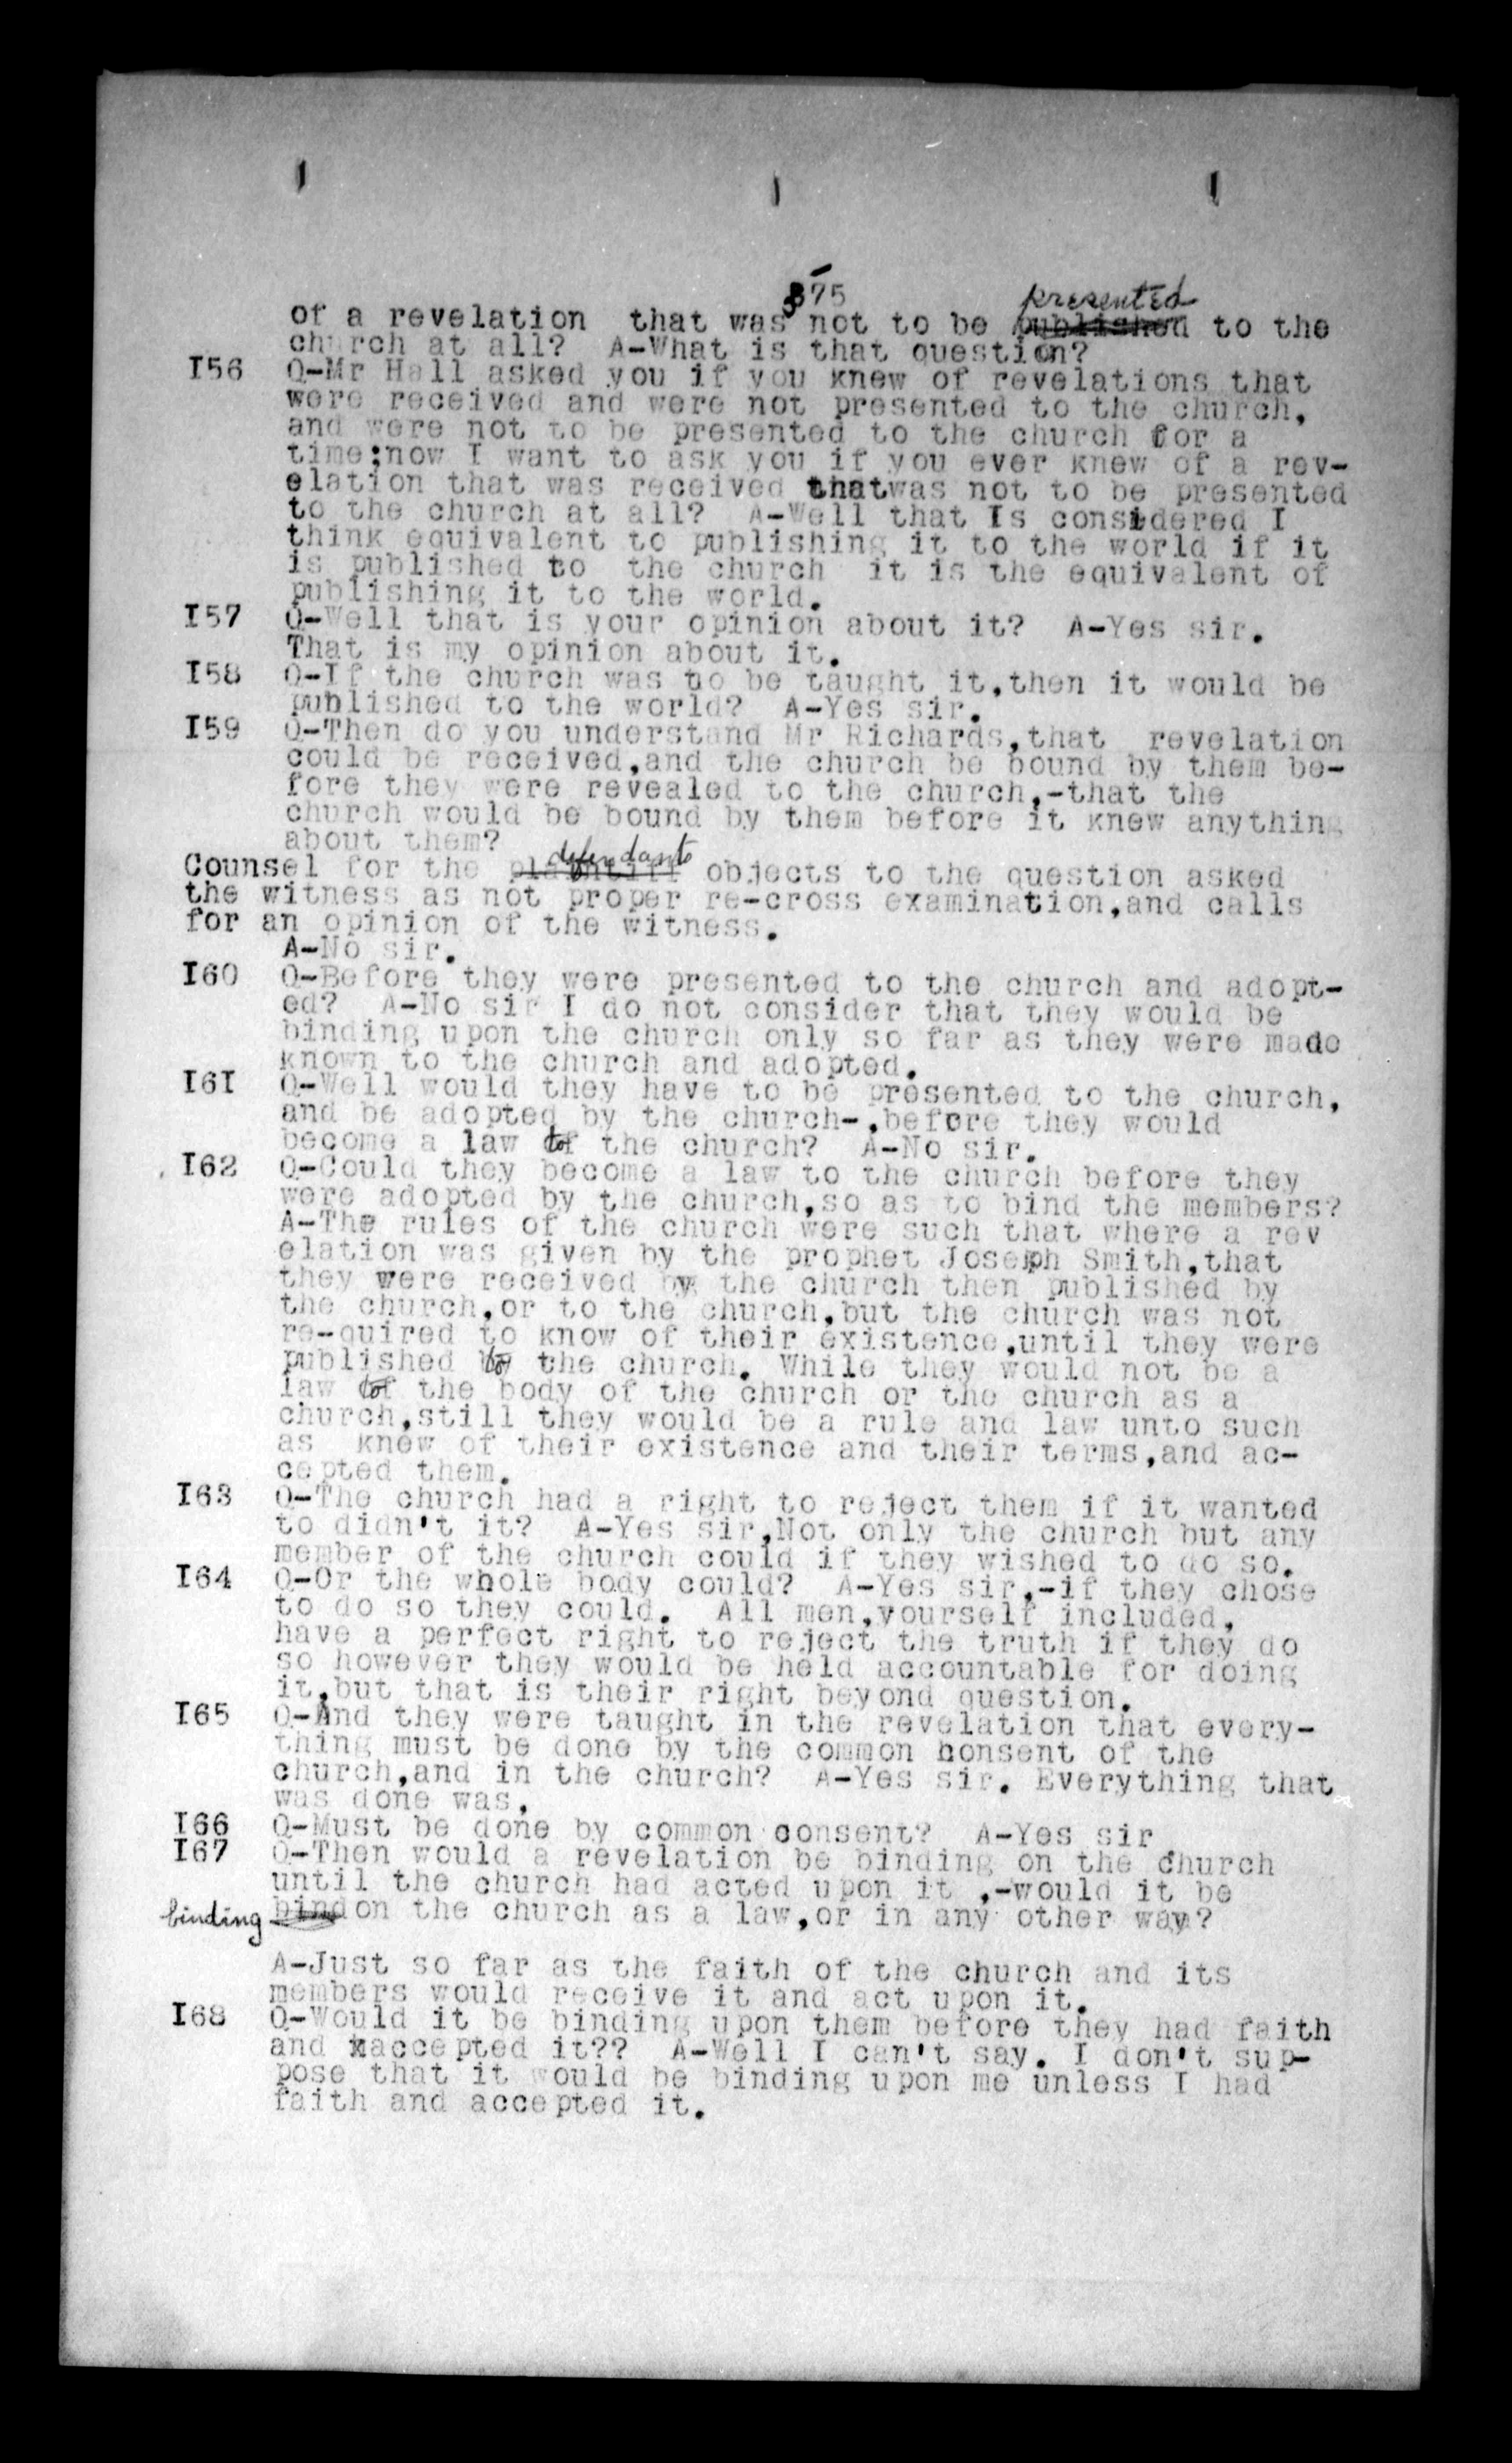 375
of a revelation that was not to be presented to the
church at all? A-What is that question?
I56 Q-Mr Hall asked you if you knew of revelations that
were received and were not presented to the church,
and were not to be presented to the church for a
time;now I want to ask you if you ever knew of a rev-
elation that was received thatwas not to be presented
to the church at all? A-Well that Is considered I
think equivalent to publishing it to the world if it
is published to the church it is the equivalent of
publishing it to the world.
I57 Q-Well that is your opinion about it? A-Yes sir.
That is my opinion about it.
I58 Q-If the church was to be taught it,then it would be
published to the world? A-Yes sir.
I59 Q-Then do you understand Mr Richards,that revelation
could be received,and the church be bound by them be-
fore they were revealed to the church,-that the
church would be bound by them before it knew anything
about them?
Counsel for the defendants objects to the question asked
the witness as not proper re-cross examination,and calls
for an opinion of the witness.
A-No sir.
I60 Q-Before they were presented to the church and adopt-
ed? A-No sir I do not consider that they would be
binding upon the church only so far as they were made
known to the church and adopted.
I6I Q-Well would they have to be presented to the church,
and be adopted by the church-,before they would
become a law to the church? A-No sir.
I62 Q-Could they become a law to the church before they
were adopted by the church,so as to bind the members?
A-The rules of the church were such that where a rev
elation was given by the prophet Joseph Smith,that
they were received by the church then published by
the church,or to the church,but the church was not
re-quired to know of their existence,until they were
published to the church. While they would not be a
law to the body of the church or the church as a
church,still they would be a rule and law unto such
as knew of their existence and their terms,and ac-
cepted them.
I63 Q-The church had a right to reject them if it wanted
to didn't it? A-Yes sir,Not only the church but any
member of the church could if they wished to do so.
I64 Q-Or the whole body could? A-Yes sir,-if they chose
to do so they could. All men,yourself included,
have a perfect right to reject the truth if they do
so however they would be held accountable for doing
it,but that is their right beyond question.
I65 Q-And they were taught in the revelation that every-
thing must be done by the common consent of the
church,and in the church? A-Yes sir. Everything that
was done was.
I66 Q-Must be done by common consent? A-Yes sir
I67 Q-Then would a revelation be binding on the church
until the church had acted upon it ,-would it be
binding on the church as a law,or in any other way?
A-Just so far as the faith of the church and its
members would receive it and act upon it.
I68 Q-Would it be binding upon them before they had faith
and xaccepted it?? A-Well I can't say. I don't sup-
pose that it would be binding upon me unless I had
faith and accepted it.